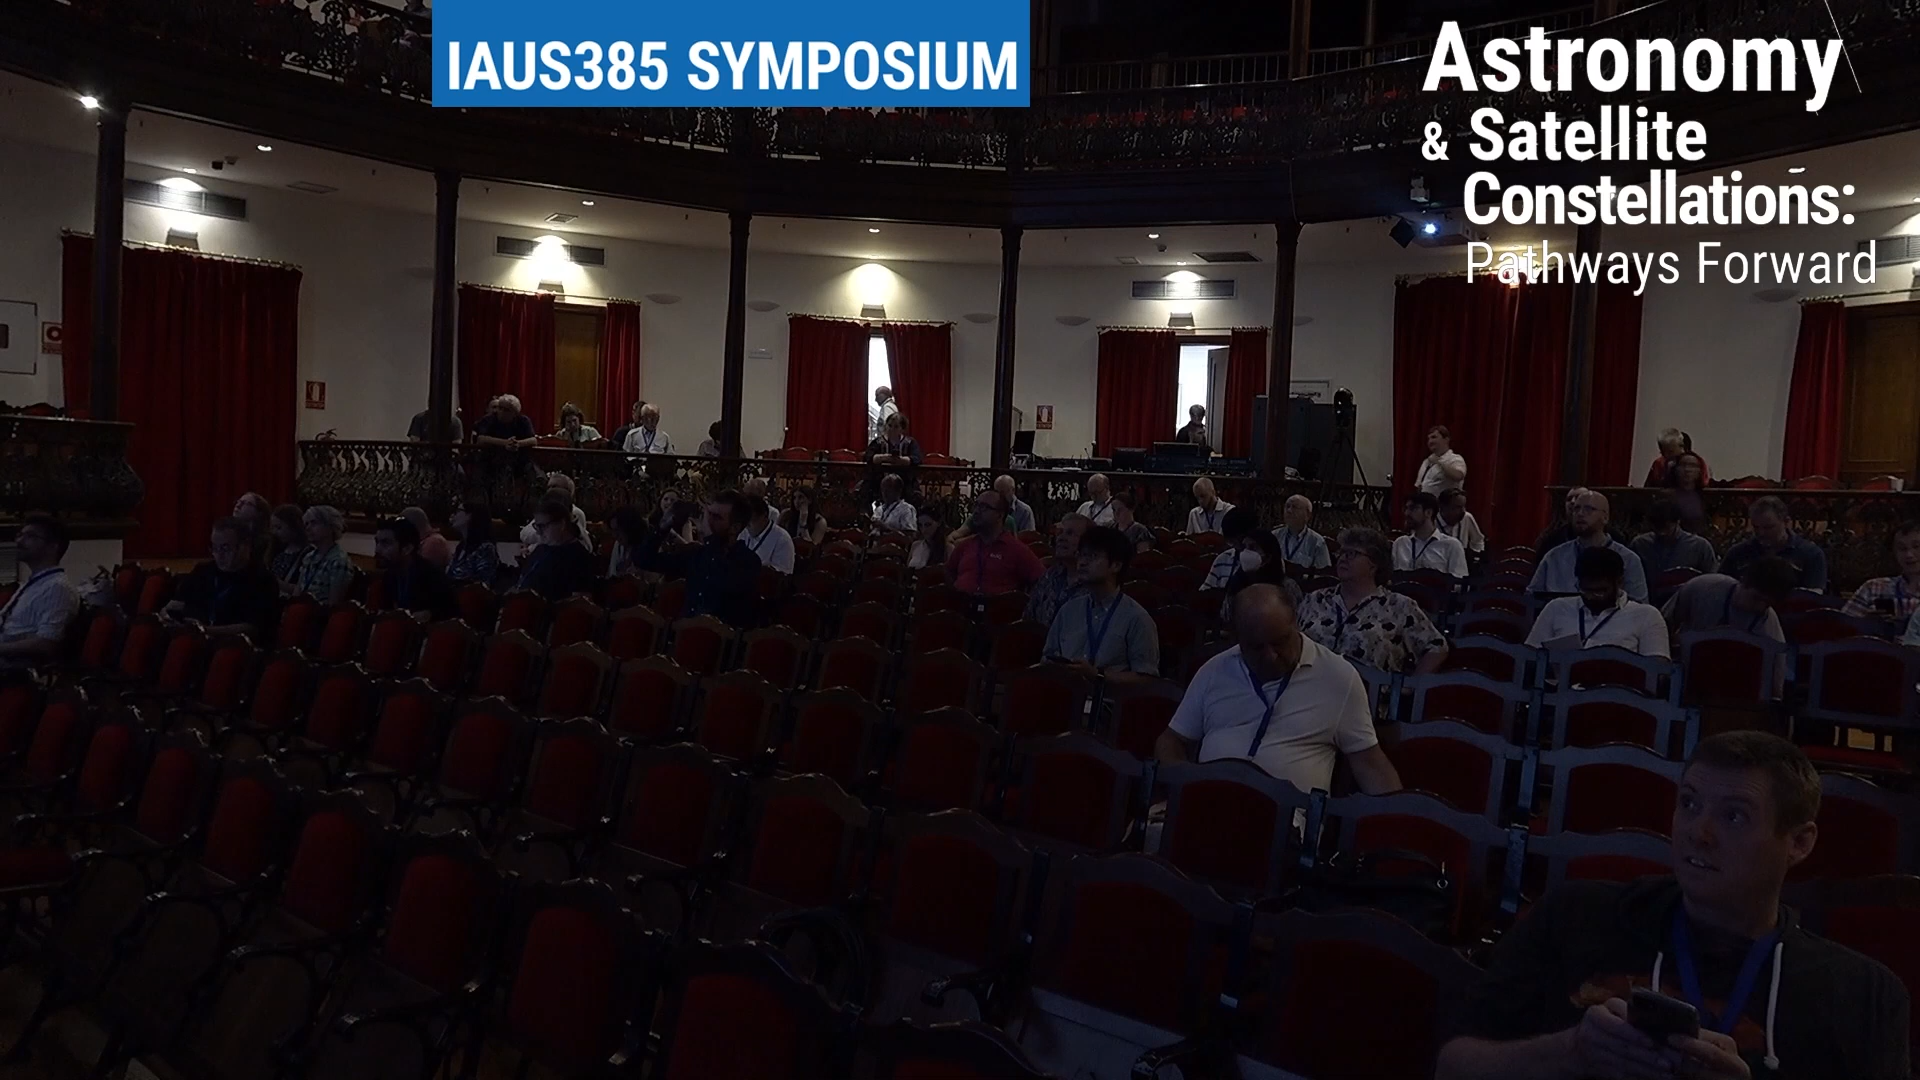 IAUS385 SYMPOSIUM
Astronomy
& Satellite
Constellations:
Pathways Forward